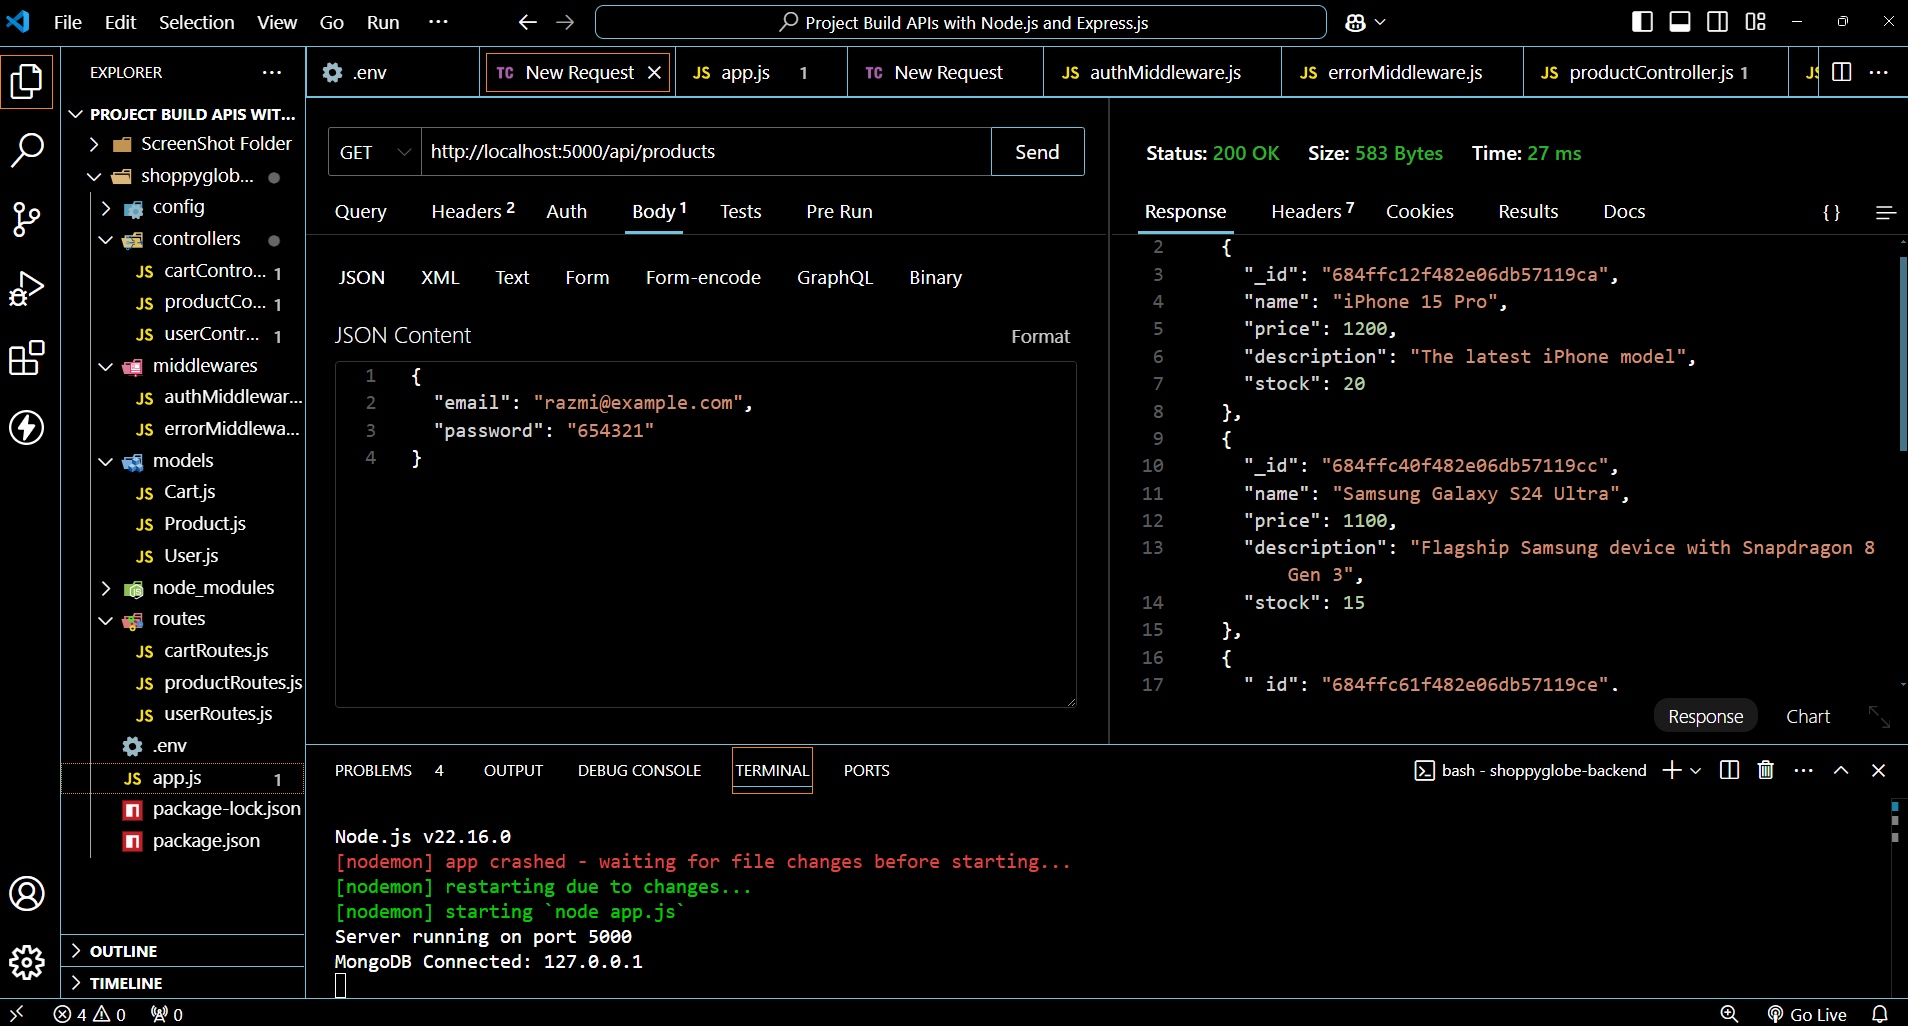 File Edit Selection View Go Run ···
Project Build APIs with Node.js and Express.js
EXPLORER
PROJECT BUILD APIS WIT...
ScreenShot Folder
shoppyglob...
config
controllers
JS cartContro... 1
JS productCo... 1
JS userContr... 1
middlewares
JS authMiddlewar...
JS errorMiddlewa...
models
JS Cart.js
JS Product.js
JS User.js
node_modules
routes
JS cartRoutes.js
JS productRoutes.js
JS userRoutes.js
.env
JS app.js 1
package-lock.json
package.json
OUTLINE
TIMELINE
.env
TC New Request
JS app.js 1
TC New Request
JS authMiddleware.js
JS errorMiddleware.js
JS productController.js 1
JS
GET http://localhost:5000/api/products Send
Query Headers 2 Auth Body 1 Tests Pre Run
JSON XML Text Form Form-encode GraphQL Binary
JSON Content Format
1 {
2 "email": "razmi@example.com",
3 "password": "654321"
4 }
Status: 200 OK Size: 583 Bytes Time: 27 ms
Response Headers 7 Cookies Results Docs { }
2 {
3 "_id": "684ffc12f482e06db57119ca",
4 "name": "iPhone 15 Pro",
5 "price": 1200,
6 "description": "The latest iPhone model",
7 "stock": 20
8 },
9 {
10 "_id": "684ffc40f482e06db57119cc",
11 "name": "Samsung Galaxy S24 Ultra",
12 "price": 1100,
13 "description": "Flagship Samsung device with Snapdragon 8
Gen 3",
14 "stock": 15
15 },
16 {
17 "_id": "684ffc61f482e06db57119ce",
Response Chart
PROBLEMS 4 OUTPUT DEBUG CONSOLE TERMINAL PORTS
bash - shoppyglobe-backend
Node.js v22.16.0
[nodemon] app crashed - waiting for file changes before starting...
[nodemon] restarting due to changes...
[nodemon] starting `node app.js`
Server running on port 5000
MongoDB Connected: 127.0.0.1
4 0 0
Go Live